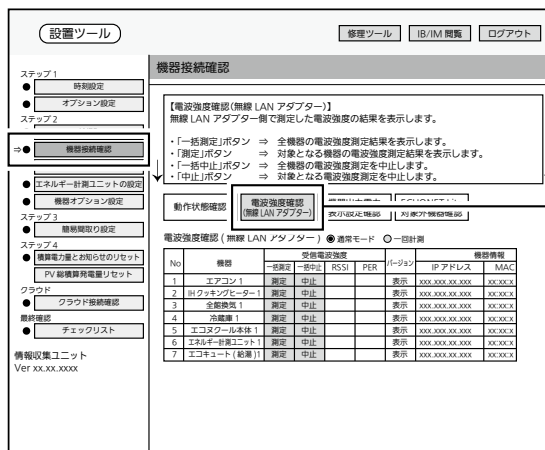 設置ツール
修理ツール
IB/IM 閲覧
ログアウト
ステップ 1
時刻設定
オプション設定
ステップ 2
⇒● 機器接続確認
エネルギー計測ユニットの設定
機器オプション設定
ステップ 3
簡易間取り設定
ステップ 4
積算電力量とお知らせのリセット
PV 総積算発電量リセット
クラウド
クラウド接続確認
最終確認
チェックリスト
情報収集ユニット
Ver xx.xx.xxxx
機器接続確認
【電波強度確認(無線 LAN アダプター)】
無線 LAN アダプター側で測定した電波強度の結果を表示します。
・「一括測定」ボタン ⇒ 全機器の電波強度測定結果を表示します。
・「測定」ボタン ⇒ 対象となる機器の電波強度測定結果を表示します。
・「一括中止」ボタン ⇒ 全機器の電波強度測定を中止します。
・「中止」ボタン ⇒ 対象となる電波強度測定を中止します。
動作状態確認
電波強度確認
(無線 LAN アダプター)
表示設定確認
対象外機器確認
電波強度確認 ( 無線 LAN アダプター ) ◉ 通常モード ○ 一回計測
No 機器 受信電波強度 バージョン 機器情報
一括測定 一括中止 RSSI PER IP アドレス MAC
1 エアコン 1 測定 中止 表示 xxx.xxx.xx.xxx xx:xx:x
2 IH クッキングヒーター 1 測定 中止 表示 xxx.xxx.xx.xxx xx:xx:x
3 全館換気 1 測定 中止 表示 xxx.xxx.xx.xxx xx:xx:x
4 冷蔵庫 1 測定 中止 表示 xxx.xxx.xx.xxx xx:xx:x
5 エコヌクール本体 1 測定 中止 表示 xxx.xxx.xx.xxx xx:xx:x
6 エネルギー計測ユニット 1 測定 中止 表示 xxx.xxx.xx.xxx xx:xx:x
7 エコキュート ( 給湯 )1 測定 中止 表示 xxx.xxx.xx.xxx xx:xx:x